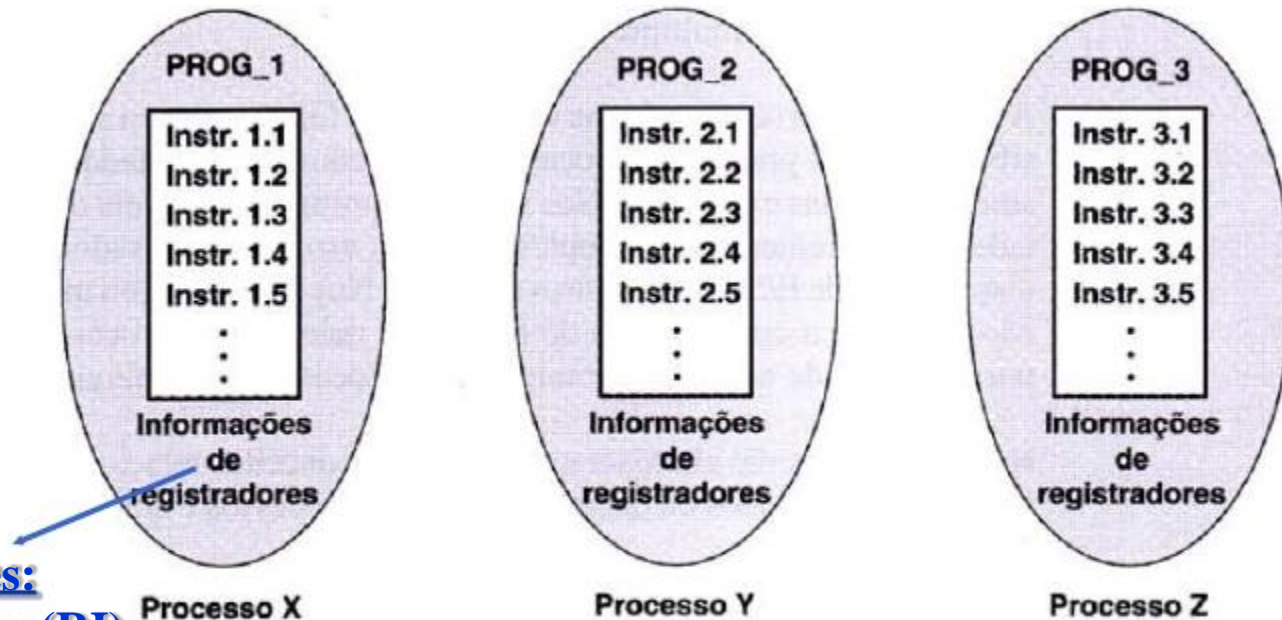 PROG_1
Instr. 1.1
Instr. 1.2
Instr. 1.3
Instr. 1.4
Instr. 1.5
Informações
de
registradores
Processo X
PROG_2
Instr. 2.1
Instr. 2.2
Instr. 2.3
Instr. 2.4
Instr. 2.5
Informações
de
registradores
Processo Y
PROG_3
Instr. 3.1
Instr. 3.2
Instr. 3.3
Instr. 3.4
Instr. 3.5
Informações
de
registradores
Processo Z